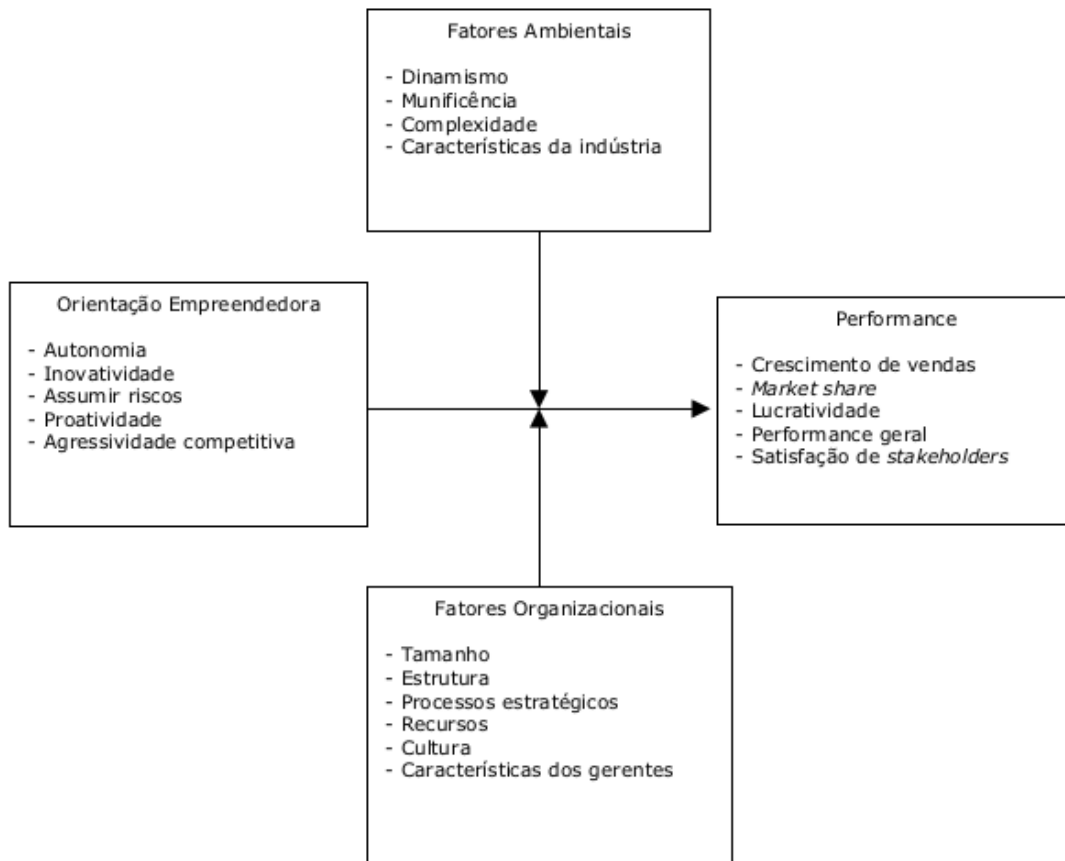 Fatores Ambientais
- Dinamismo
- Munificência
- Complexidade
- Características da indústria
Orientação Empreendedora
- Autonomia
- Inovatividade
- Assumir riscos
- Proatividade
- Agressividade competitiva
Performance
- Crescimento de vendas
- Market share
- Lucratividade
- Performance geral
- Satisfação de stakeholders
Fatores Organizacionais
- Tamanho
- Estrutura
- Processos estratégicos
- Recursos
- Cultura
- Características dos gerentes